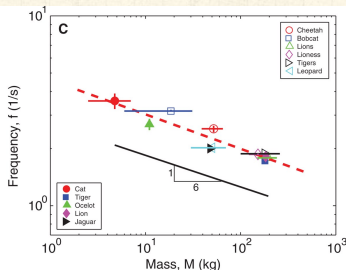 10¹
C
Cheetah
Bobcat
Lions
Lioness
Tigers
Leopard
Frequency, f (1/s)
1
6
Cat
Tiger
Ocelot
Lion
Jaguar
10⁰
10⁰ 10¹ 10² 10³
Mass, M (kg)